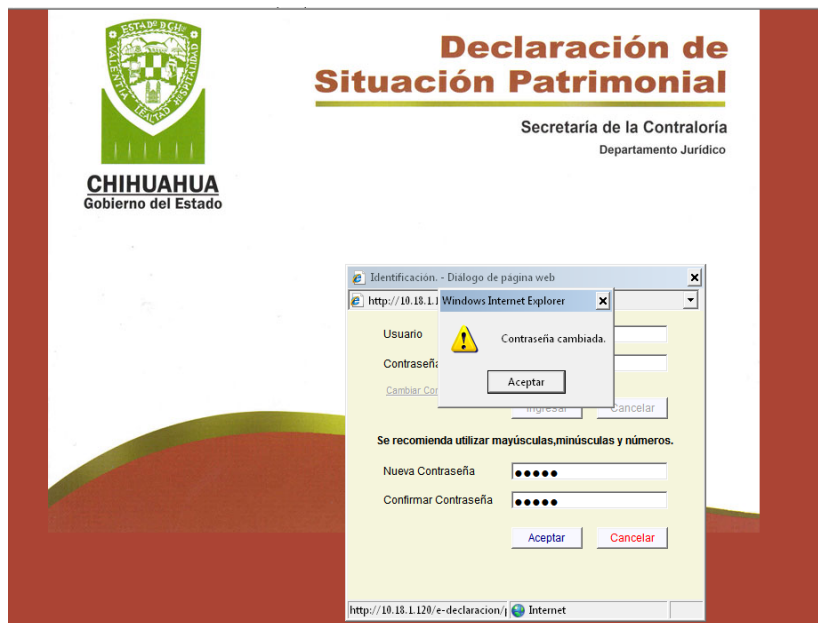 ESTADO DE CHIH
VALENTIA LEALTAD HOSPITALIDAD
CHIHUAHUA
Gobierno del Estado
Declaración de
Situación Patrimonial
Secretaría de la Contraloría
Departamento Jurídico
Identificación. - Diálogo de página web
http://10.18.1.1
Windows Internet Explorer
Usuario
Contraseña cambiada.
Contraseña
Aceptar
Cambiar Con
Ingresar Cancelar
Se recomienda utilizar mayúsculas,minúsculas y números.
Nueva Contraseña ●●●●●
Confirmar Contraseña ●●●●●
Aceptar Cancelar
http://10.18.1.120/e-declaracion/p Internet